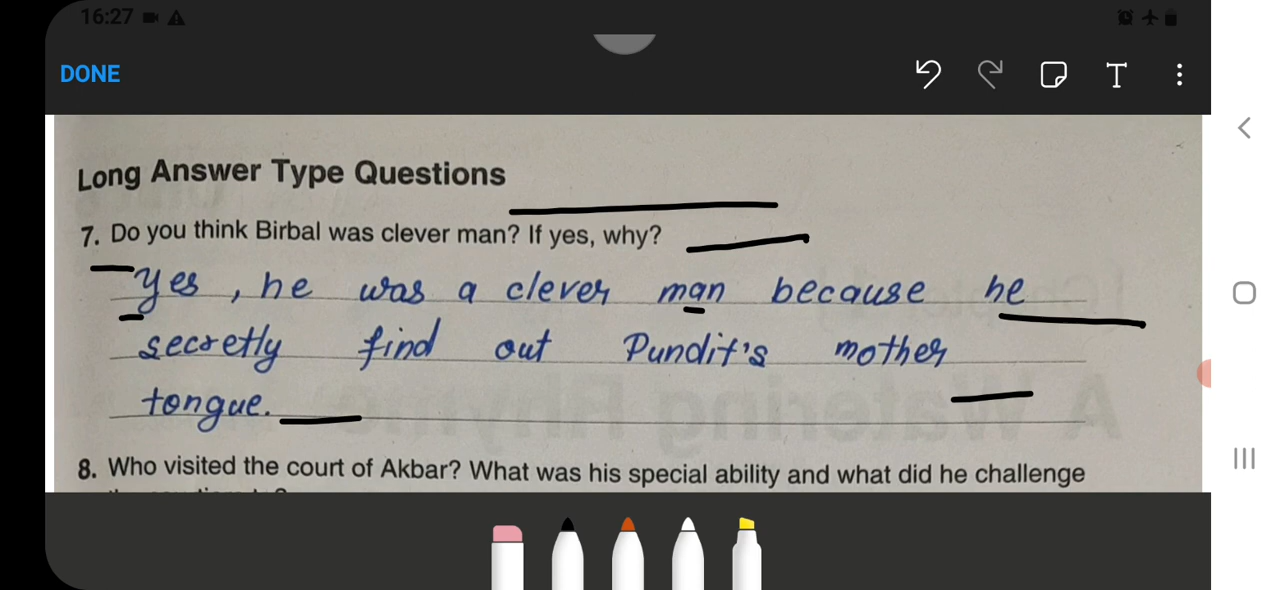 16:27
DONE
T
Long Answer Type Questions
7. Do you think Birbal was clever man? If yes, why?
Yes, he was a clever man because he
secretly find out Pundit's mother
tongue.
8. Who visited the court of Akbar? What was his special ability and what did he challenge